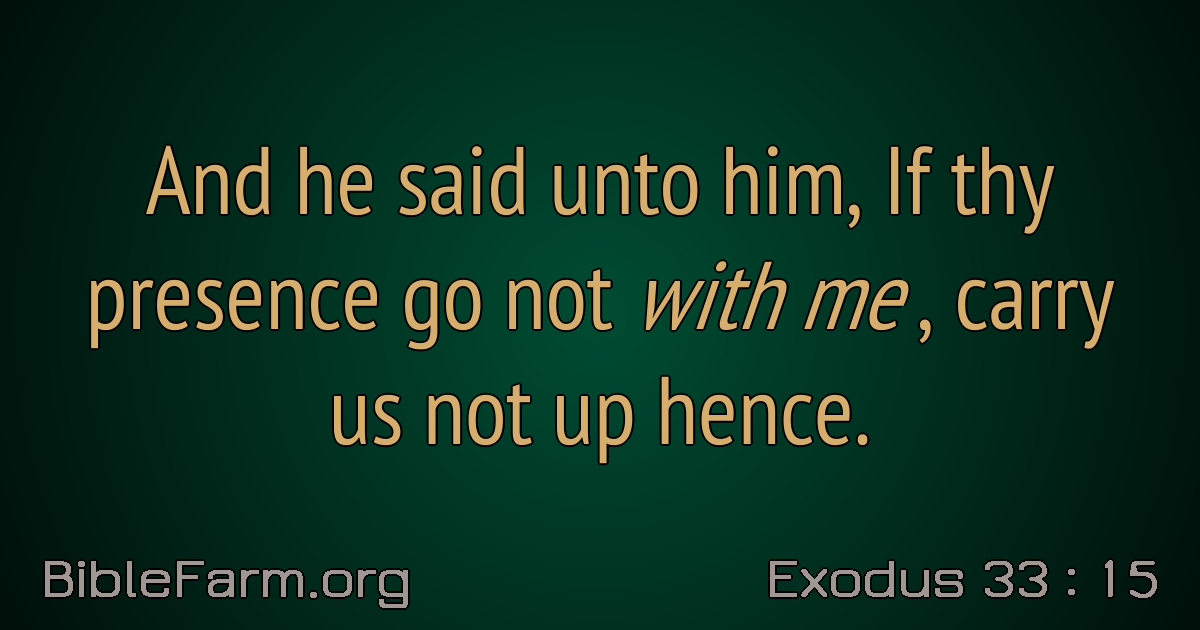 And he said unto him, If thy
presence go not with me , carry
us not up hence.
BibleFarm.org
Exodus 33 : 15